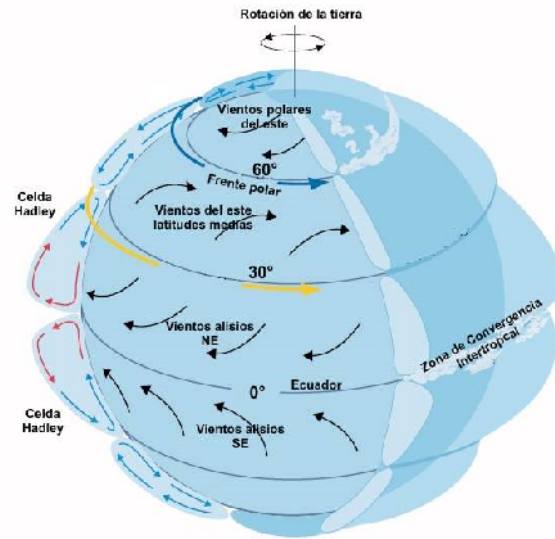 Rotación de la tierra
Vientos polares
del este
60°
Frente polar
Celda
Hadley
Vientos del este
latitudes medias
30°
Vientos alisios
NE
Zona de Convergencia
Intertropcal
Ecuador
0°
Celda
Hadley
Vientos alisios
SE